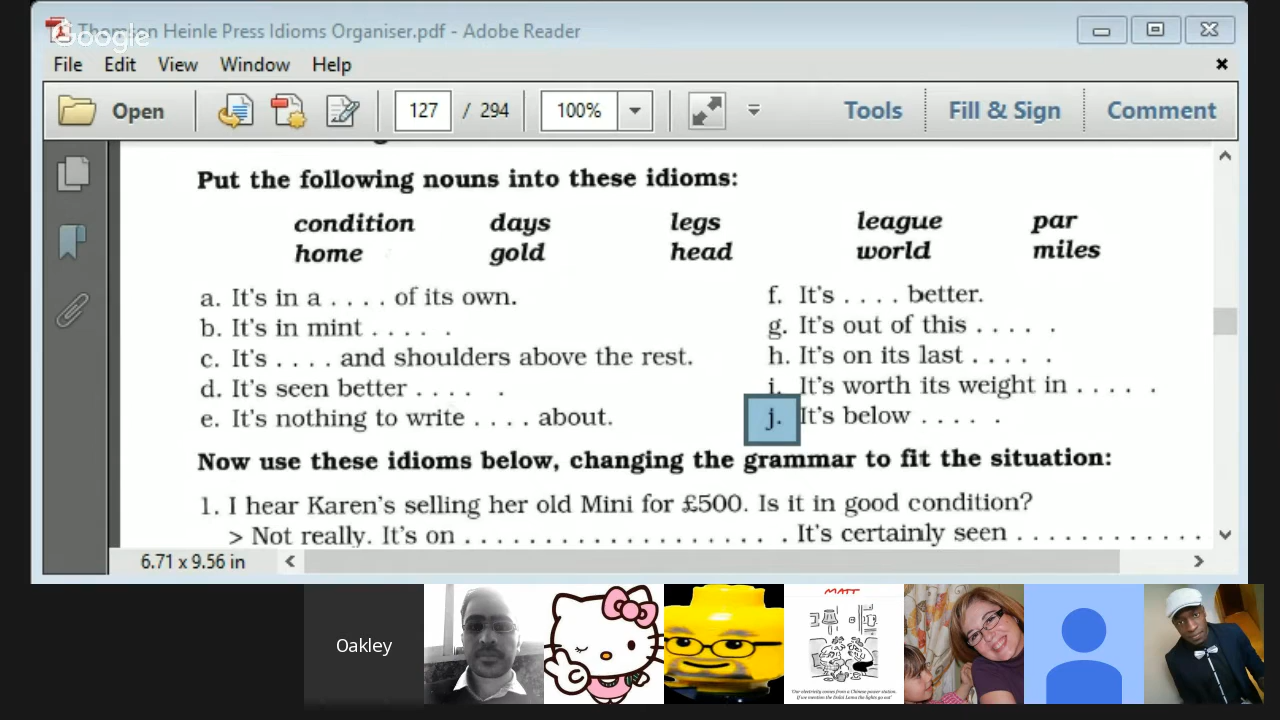 Thomson Heinle Press Idioms Organiser.pdf - Adobe Reader
Google
File Edit View Window Help
Open 127 / 294 100% Tools Fill & Sign Comment
Put the following nouns into these idioms:
condition days legs league par
home gold head world miles
a. It's in a . . . . of its own.
b. It's in mint . . . . .
c. It's . . . . and shoulders above the rest.
d. It's seen better . . . . .
e. It's nothing to write . . . . about.
f. It's . . . . better.
g. It's out of this . . . . .
h. It's on its last . . . . .
i. It's worth its weight in . . . . .
j. It's below . . . . .
Now use these idioms below, changing the grammar to fit the situation:
1. I hear Karen's selling her old Mini for £500. Is it in good condition?
> Not really. It's on . . . . . . . . . . . . . . . . . . . . It's certainly seen . . . . . . . . . . . .
6.71 x 9.56 in
Oakley
MATT